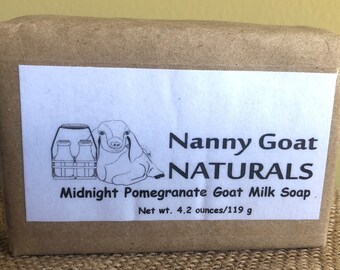 Nanny Goat
NATURALS
Midnight Pomegranate Goat Milk Soap
Net wt. 4.2 ounces/119 g